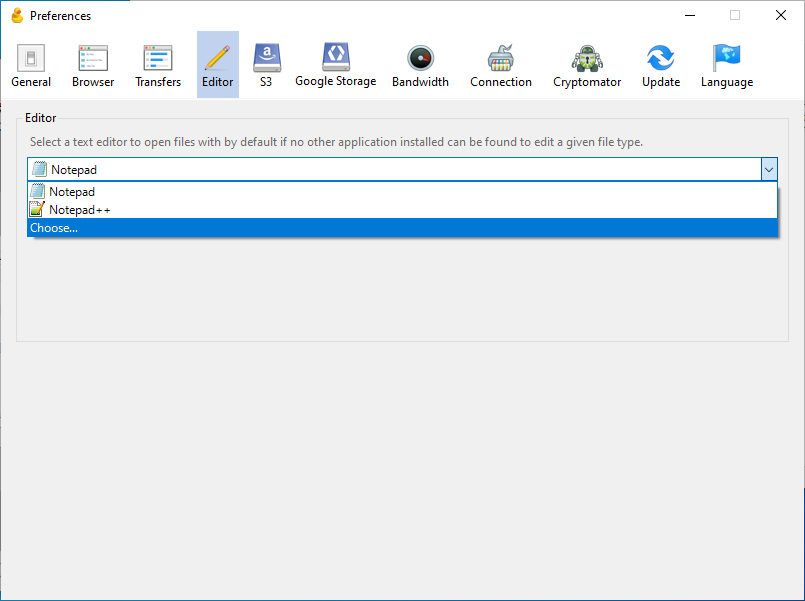 Preferences
General
Browser
Transfers
Editor
S3
Google Storage
Bandwidth
Connection
Cryptomator
Update
Language
Editor
Select a text editor to open files with by default if no other application installed can be found to edit a given file type.
Notepad
Notepad
Notepad++
Choose...